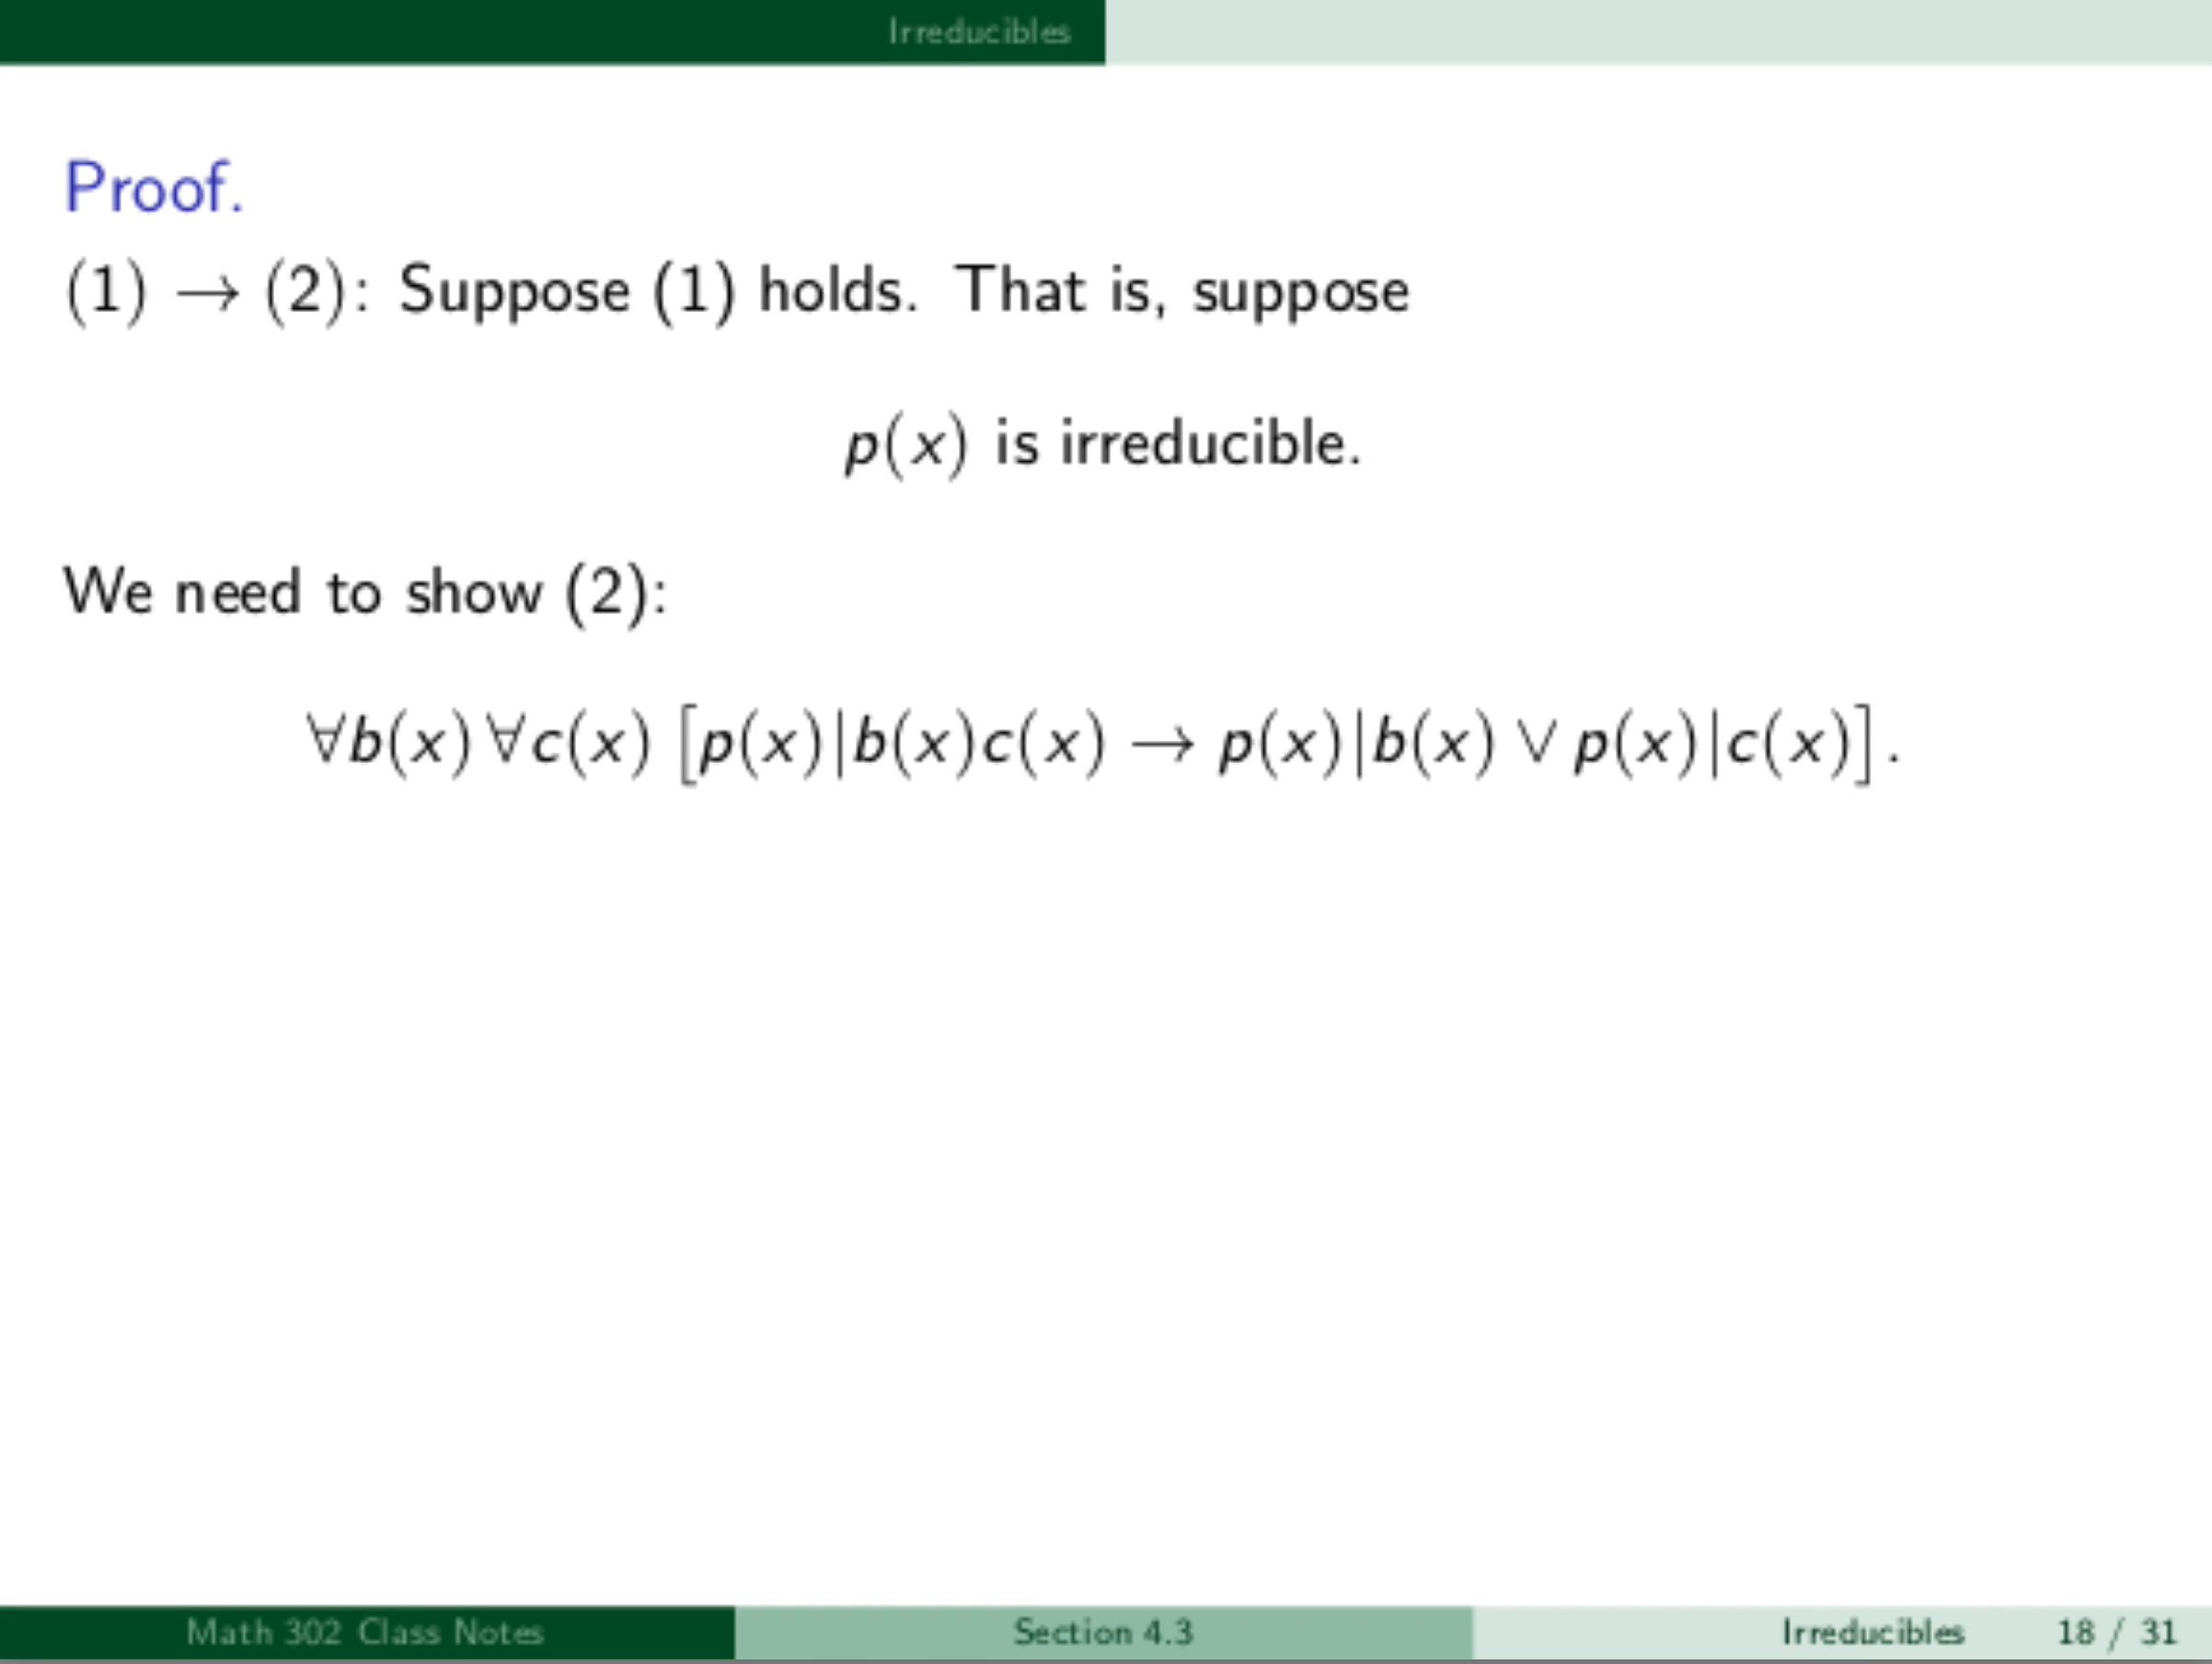 Irreducibles
Proof.
(1) → (2): Suppose (1) holds. That is, suppose
p(x) is irreducible.
We need to show (2):
∀b(x) ∀c(x) [p(x)|b(x)c(x) → p(x)|b(x) ∨ p(x)|c(x)].
Math 302 Class Notes
Section 4.3
Irreducibles 18 / 31